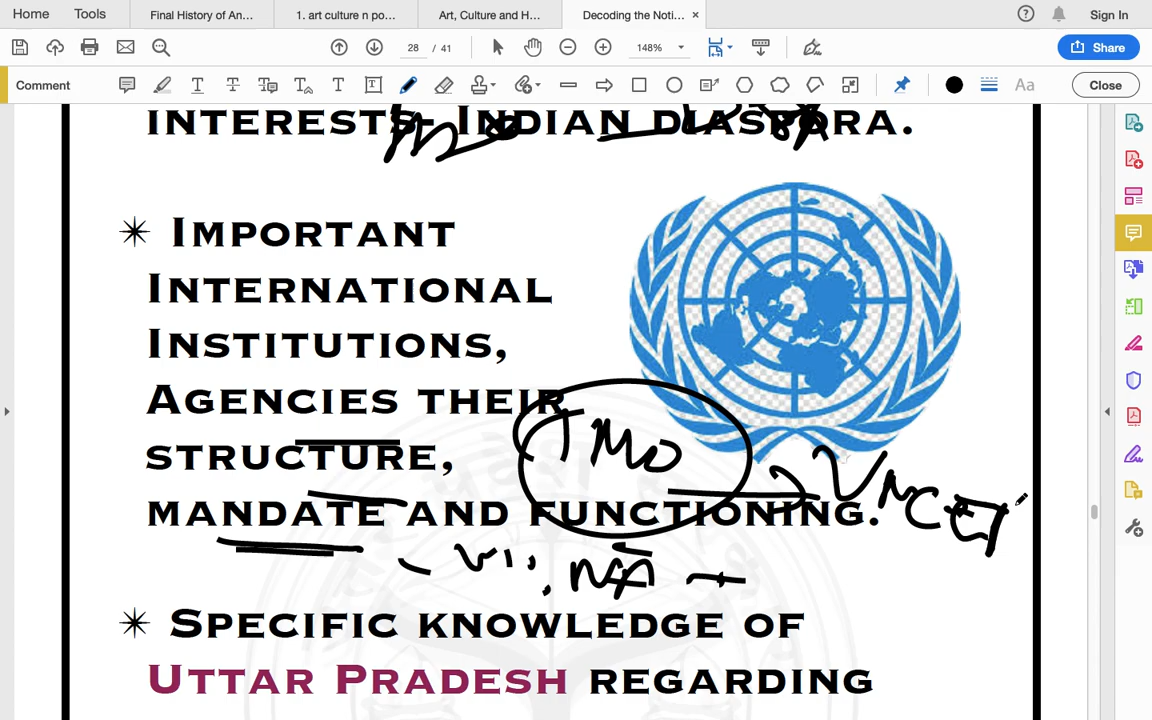 Home Tools Final History of An... 1. art culture n po... Art, Culture and H... Decoding the Noti... × Sign In
28 / 41 148% Share
Comment Aa Close
INTERESTS- INDIAN DIASPORA.
IMPORTANT
INTERNATIONAL
INSTITUTIONS,
AGENCIES THEIR
STRUCTURE,
MANDATE AND FUNCTIONING.
SPECIFIC KNOWLEDGE OF
UTTAR PRADESH REGARDING